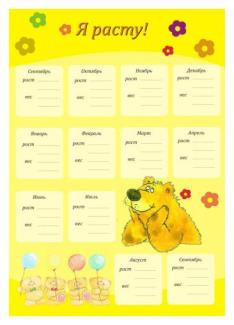 Я расту!
Сентябрь Октябрь Ноябрь Декабрь
рост рост рост рост
вес вес вес вес
Январь Февраль Март Апрель
рост рост рост рост
вес вес вес вес
Июнь Июль
рост рост
вес вес
Август Сентябрь
рост рост
вес вес